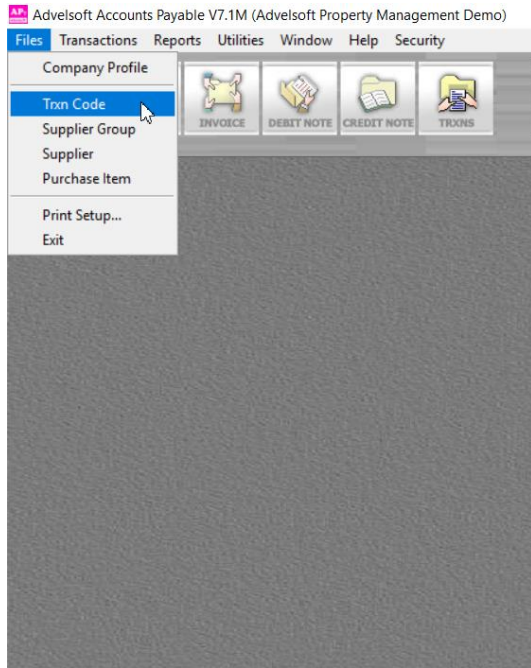 AP: Advelsoft Accounts Payable V7.1M (Advelsoft Property Management Demo)
Files Transactions Reports Utilities Window Help Security
Company Profile
Trxn Code
Supplier Group
Supplier
Purchase Item
Print Setup...
Exit
INVOICE DEBIT NOTE CREDIT NOTE TRXNS